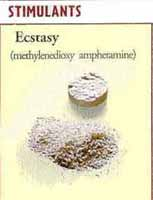 STIMULANTS
Ecstasy
(methylenedioxy amphetamine)